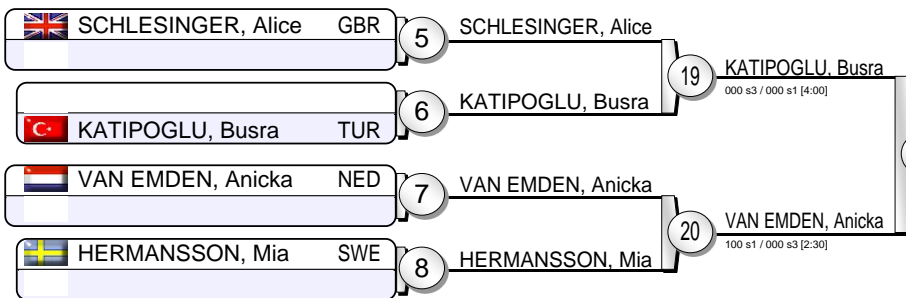 SCHLESINGER, Alice GBR
5
SCHLESINGER, Alice
19
KATIPOGLU, Busra
000 s3 / 000 s1 [4:00]
6
KATIPOGLU, Busra
KATIPOGLU, Busra TUR
VAN EMDEN, Anicka NED
7
VAN EMDEN, Anicka
20
VAN EMDEN, Anicka
100 s1 / 000 s3 [2:30]
HERMANSSON, Mia SWE
8
HERMANSSON, Mia